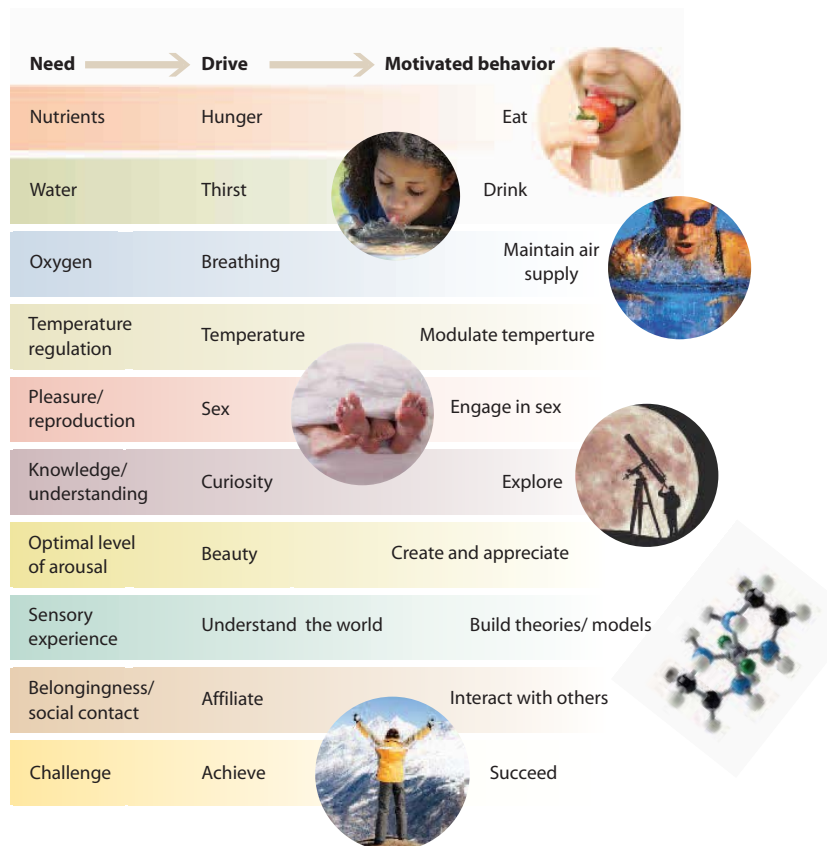 Need Drive Motivated behavior
Nutrients Hunger Eat
Water Thirst Drink
Oxygen Breathing Maintain air
supply
Temperature
regulation Temperature Modulate temperture
Pleasure/
reproduction Sex Engage in sex
Knowledge/
understanding Curiosity Explore
Optimal level
of arousal Beauty Create and appreciate
Sensory
experience Understand the world Build theories/ models
Belongingness/
social contact Affiliate Interact with others
Challenge Achieve Succeed